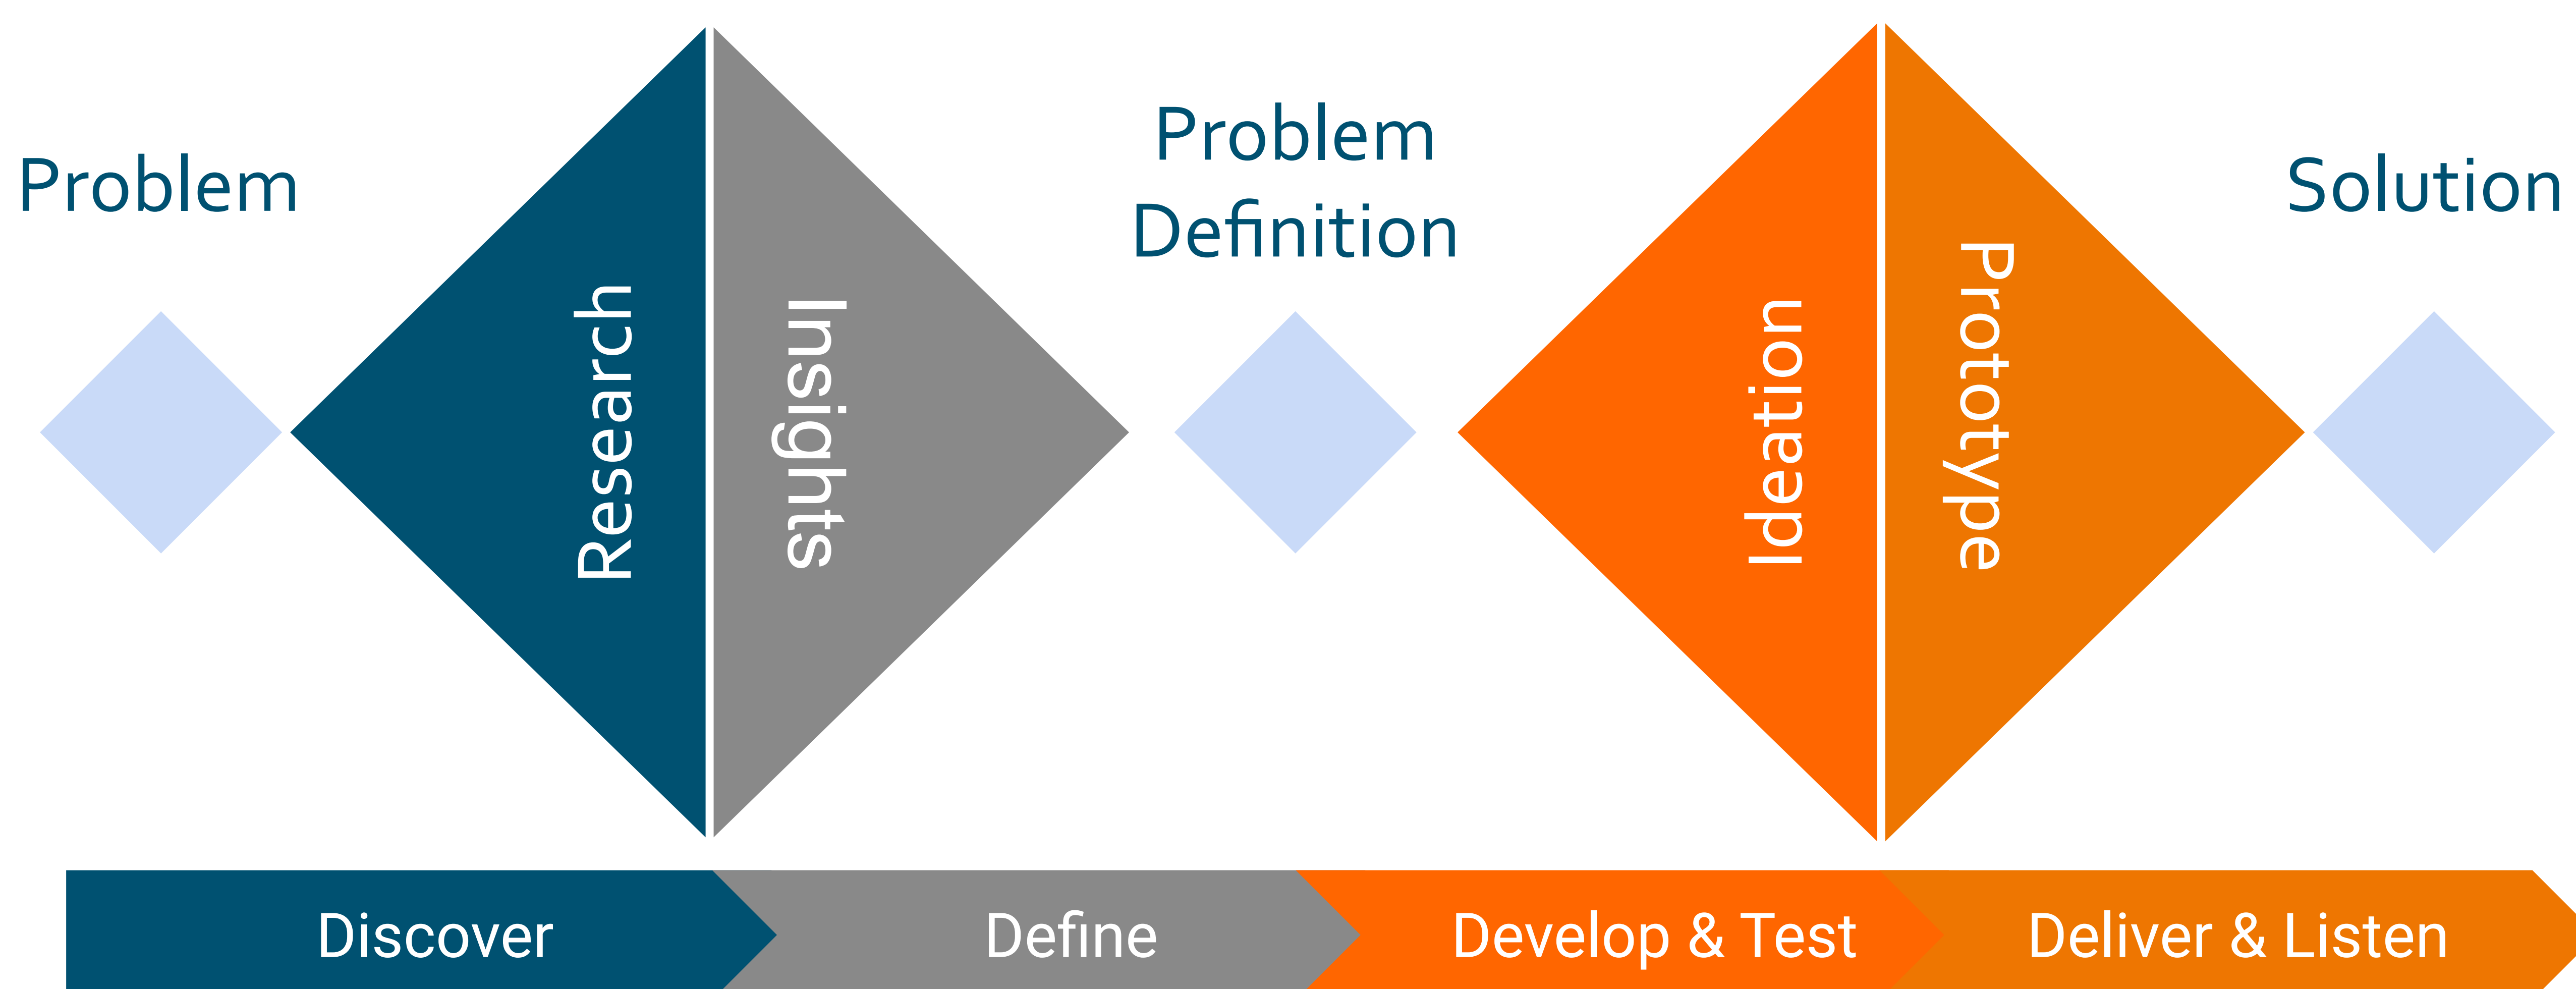 Problem
Research
Insights
Problem
Definition
Ideation
Prototype
Solution
Discover
Define
Develop & Test
Deliver & Listen